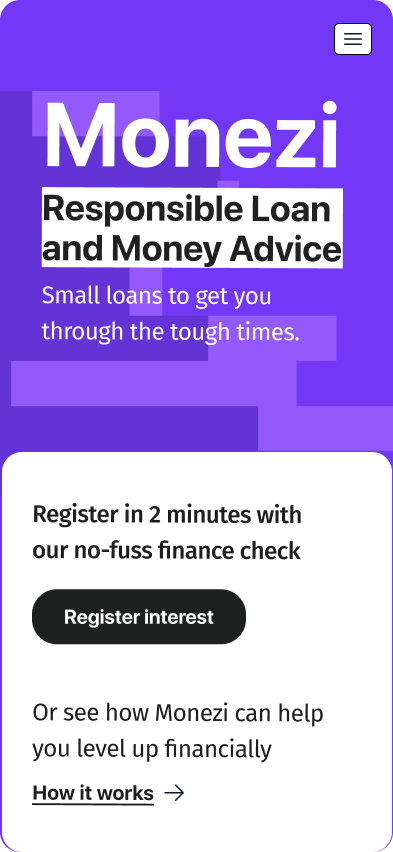 Monezi
Responsible Loan
and Money Advice
Small loans to get you
through the tough times.
Register in 2 minutes with
our no-fuss finance check
Register interest
Or see how Monezi can help
you level up financially
How it works